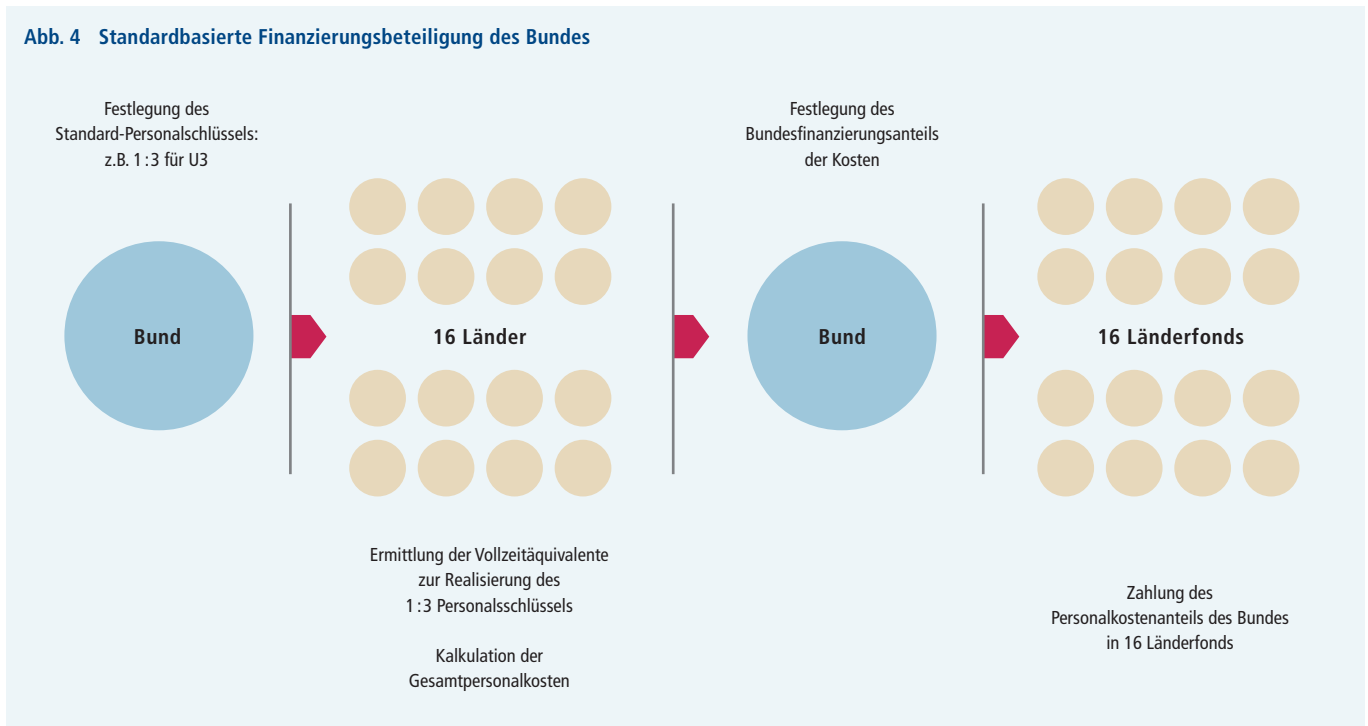 Abb. 4 Standardbasierte Finanzierungsbeteiligung des Bundes
Festlegung des
Standard-Personalschlüssels:
z.B. 1:3 für U3
Bund
16 Länder
Ermittlung der Vollzeitäquivalente
zur Realisierung des
1:3 Personalsschlüssels
Kalkulation der
Gesamtpersonalkosten
Festlegung des
Bundesfinanzierungsanteils
der Kosten
Bund
16 Länderfonds
Zahlung des
Personalkostenanteils des Bundes
in 16 Länderfonds